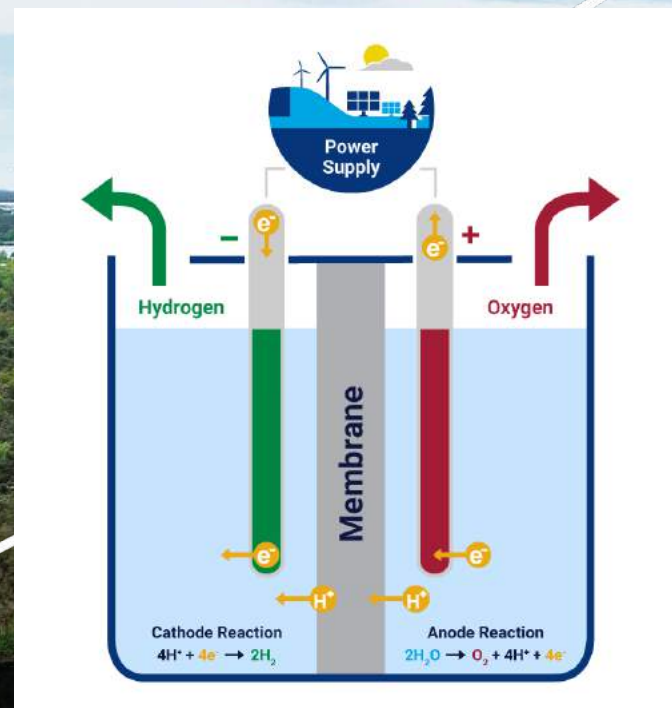 Power
Supply
e⁻
e⁻
−
+
Hydrogen
Oxygen
Membrane
e⁻
e⁻
H⁺
H⁺
Cathode Reaction
4H⁺ + 4e⁻ → 2H₂
Anode Reaction
2H₂O → O₂ + 4H⁺ + 4e⁻